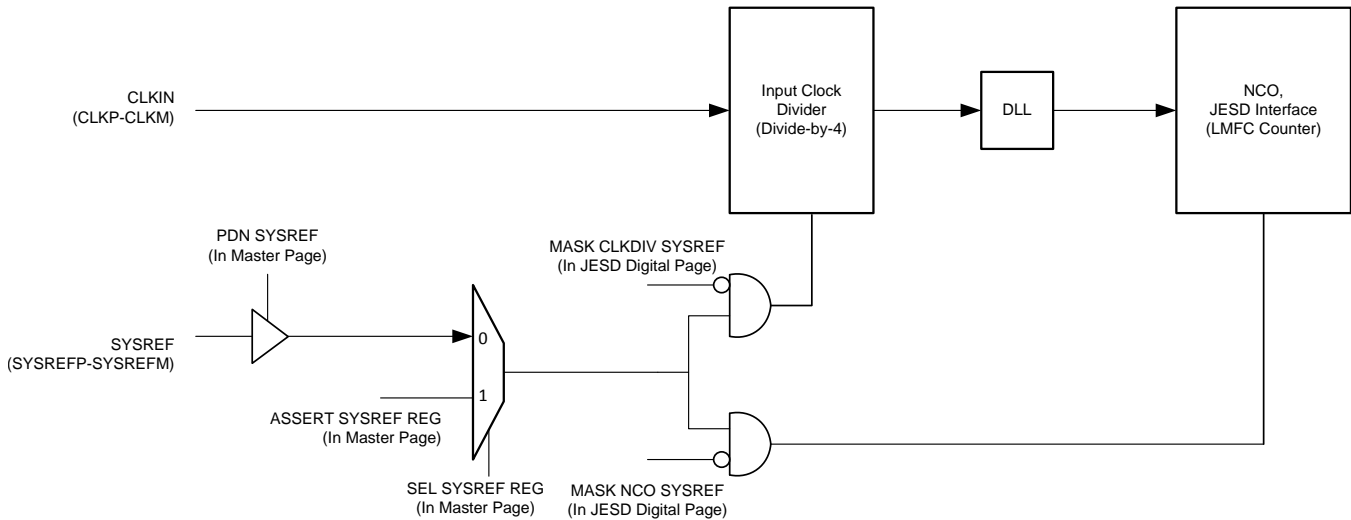 CLKIN
(CLKP-CLKM)
Input Clock
Divider
(Divide-by-4)
DLL
NCO,
JESD Interface
(LMFC Counter)
PDN SYSREF
(In Master Page)
MASK CLKDIV SYSREF
(In JESD Digital Page)
SYSREF
(SYSREFP-SYSREFM)
0
1
ASSERT SYSREF REG
(In Master Page)
SEL SYSREF REG
(In Master Page)
MASK NCO SYSREF
(In JESD Digital Page)